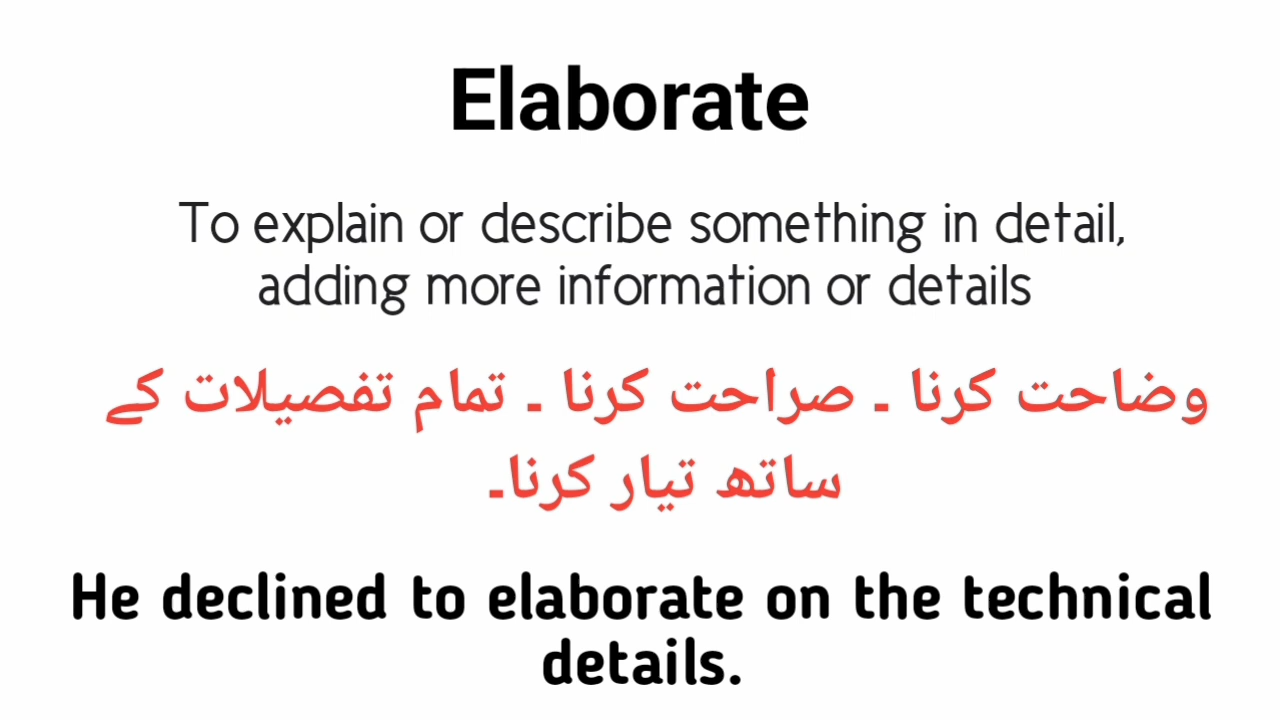 Elaborate
To explain or describe something in detail,
adding more information or details
وضاحت کرنا ۔ صراحت کرنا ۔ تمام تفصیلات کے
ساتھ تیار کرنا۔
He declined to elaborate on the technical
details.